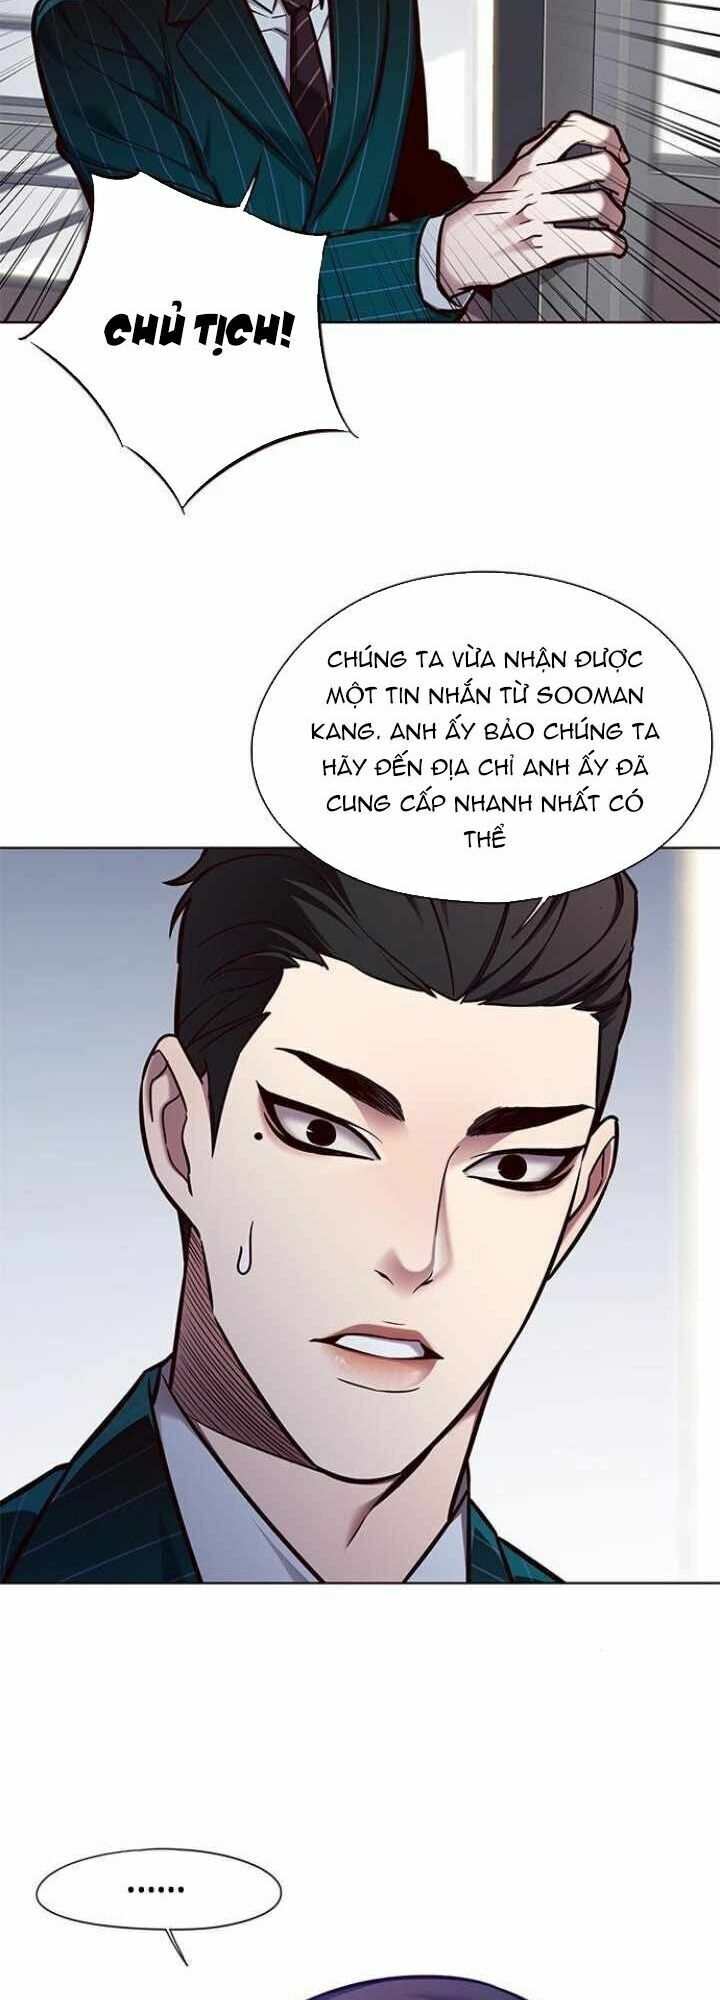 CHỦ TỊCH!
CHÚNG TA VỪA NHẬN ĐƯỢC
MỘT TIN NHẮN TỪ SOOMAN
KANG, ANH ẤY BẢO CHÚNG TA
HÃY ĐẾN ĐỊA CHỈ ANH ẤY ĐÃ
CUNG CẤP NHANH NHẤT CÓ
THỂ
......